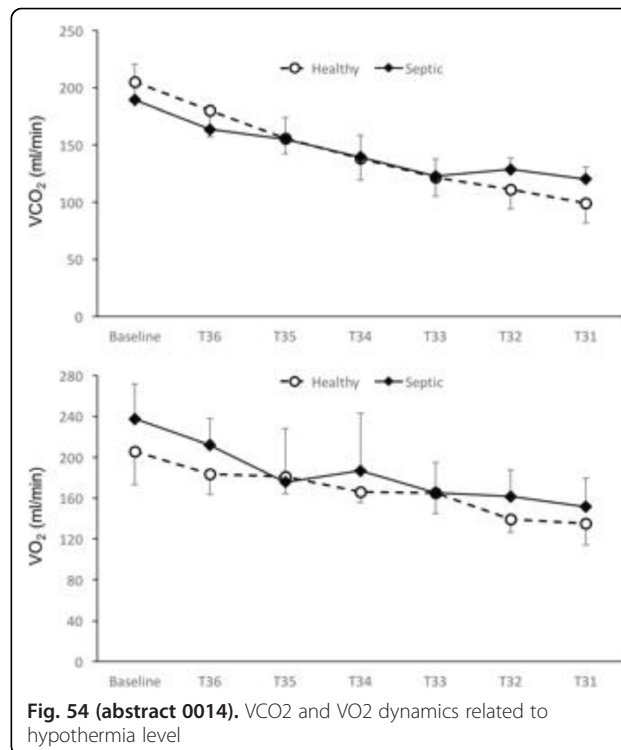 250
200
150
100
50
0
VCO₂ (ml/min)
Healthy Septic
Baseline T36 T35 T34 T33 T32 T31
280
240
200
160
120
80
40
0
VO₂ (ml/min)
Healthy Septic
Baseline T36 T35 T34 T33 T32 T31
Fig. 54 (abstract 0014). VCO2 and VO2 dynamics related to
hypothermia level